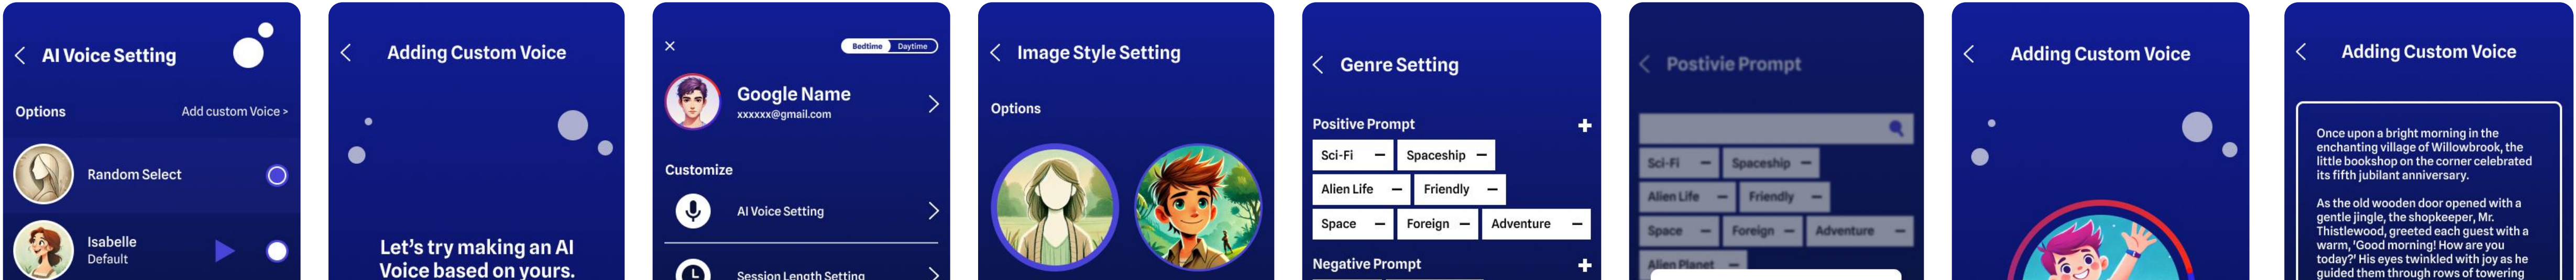 AI Voice Setting
Options
Add custom Voice >
Random Select
Isabelle
Default
Adding Custom Voice
Let's try making an AI
Voice based on yours.
Bedtime
Daytime
Google Name
xxxxxx@gmail.com
Customize
AI Voice Setting
Session Length Setting
Image Style Setting
Options
Genre Setting
Positive Prompt
Sci-Fi
Spaceship
Alien Life
Friendly
Space
Foreign
Adventure
Negative Prompt
Postivie Prompt
Sci-Fi
Spaceship
Alien Life
Friendly
Space
Foreign
Adventure
Alien Planet
Adding Custom Voice
Adding Custom Voice
Once upon a bright morning in the
enchanting village of Willowbrook, the
little bookshop on the corner celebrated
its fifth jubilant anniversary.
As the old wooden door opened with a
gentle jingle, the shopkeeper, Mr.
Thistlewood, greeted each guest with a
warm, 'Good morning! How are you
today?' His eyes twinkled with joy as he
guided them through rows of towering